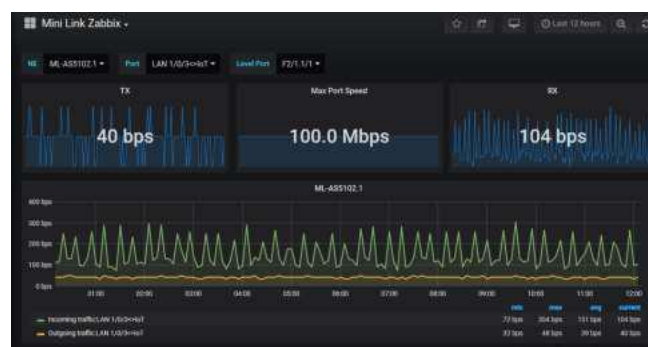 Mini Link Zabbix
Last 12 hours
NE ML-AS5102.1 Port LAN 1/0/3<>IoT Level Port F2/1.1/1
TX Max Port Speed RX
40 bps 100.0 Mbps 104 bps
ML-AS5102_1
400 bps
300 bps
200 bps
100 bps
0 bps
01:00 02:00 03:00 04:00 05:00 06:00 07:00 08:00 09:00 10:00 11:00 12:00
min max avg current
Incoming traffic LAN 1/0/3<>IoT 72 bps 304 bps 151 bps 104 bps
Outgoing traffic LAN 1/0/3<>IoT 32 bps 48 bps 39 bps 40 bps